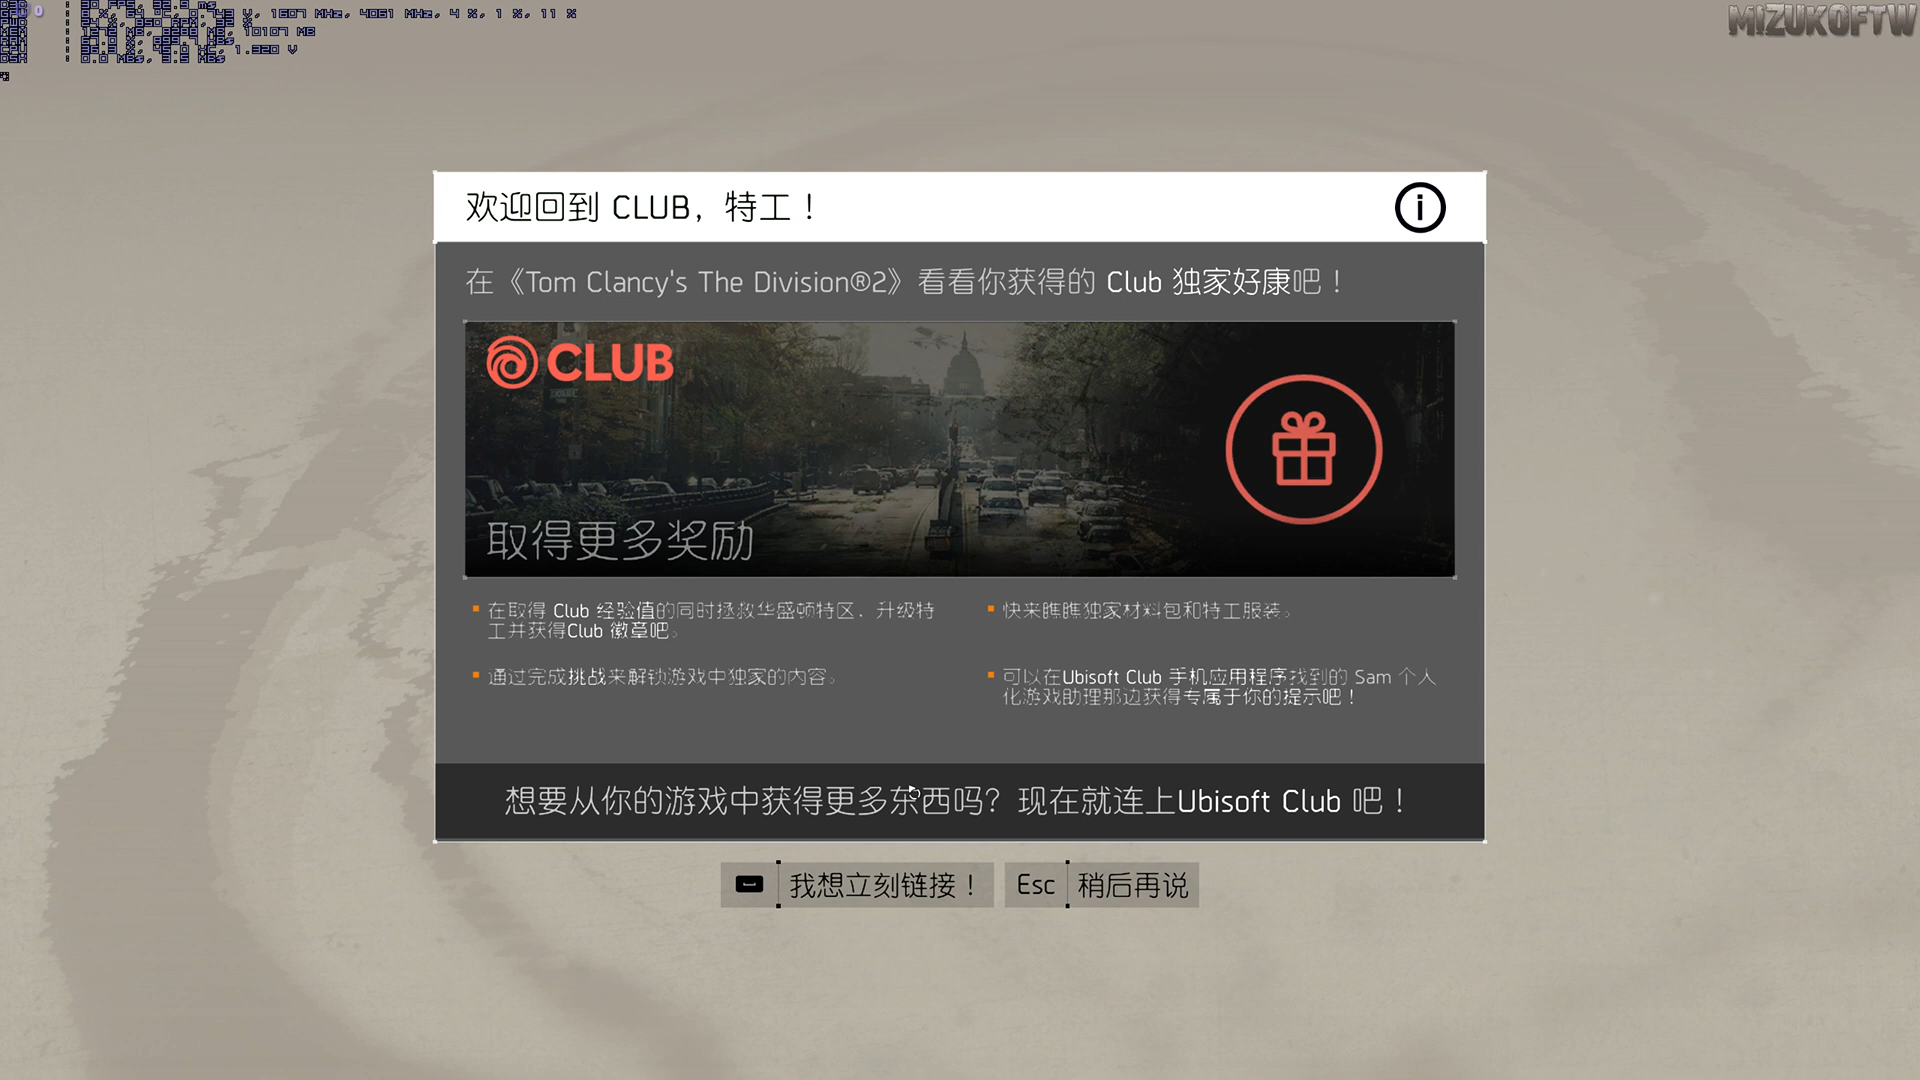 MiZUKOFTW
欢迎回到 CLUB，特工！
在《Tom Clancy's The Division®2》看看你获得的 Club 独家好康吧！
CLUB
取得更多奖励
在取得 Club 经验值的同时拯救华盛顿特区、升级特
工并获得Club 徽章吧。
通过完成挑战来解锁游戏中独家的内容。
快来瞧瞧独家材料包和特工服装。
可以在Ubisoft Club 手机应用程序找到的 Sam 个人
化游戏助理那边获得专属于你的提示吧！
想要从你的游戏中获得更多东西吗？现在就连上Ubisoft Club 吧！
我想立刻链接！
Esc 稍后再说